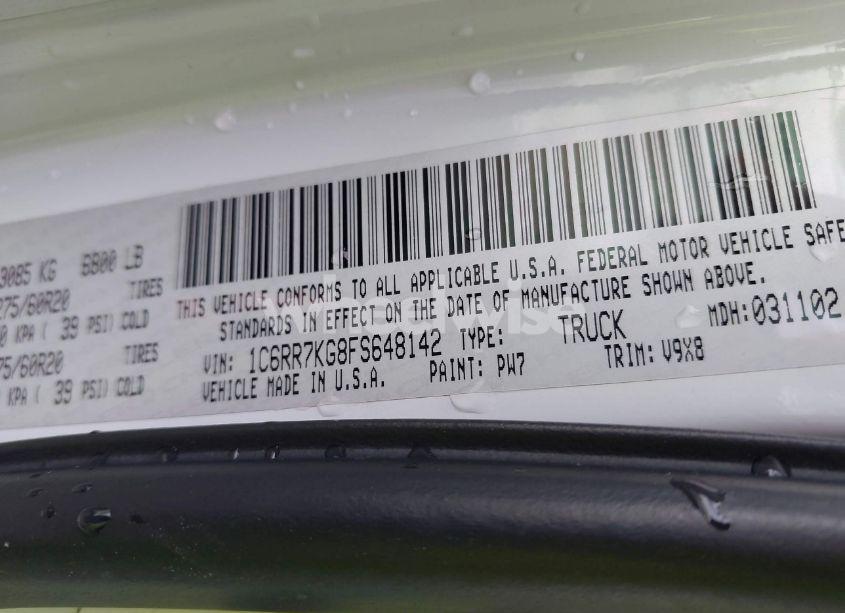 3085 KG 6800 LB
275/60R20 TIRES
0 KPA ( 39 PSI) COLD
75/60R20 TIRES
KPA ( 39 PSI) COLD
THIS VEHICLE CONFORMS TO ALL APPLICABLE U.S.A. FEDERAL MOTOR VEHICLE SAFE
STANDARDS IN EFFECT ON THE DATE OF MANUFACTURE SHOWN ABOVE.
VIN: 1C6RR7KG8FS648142 TYPE: TRUCK MDH:031102
VEHICLE MADE IN U.S.A. PAINT: PW7 TRIM: V9X8